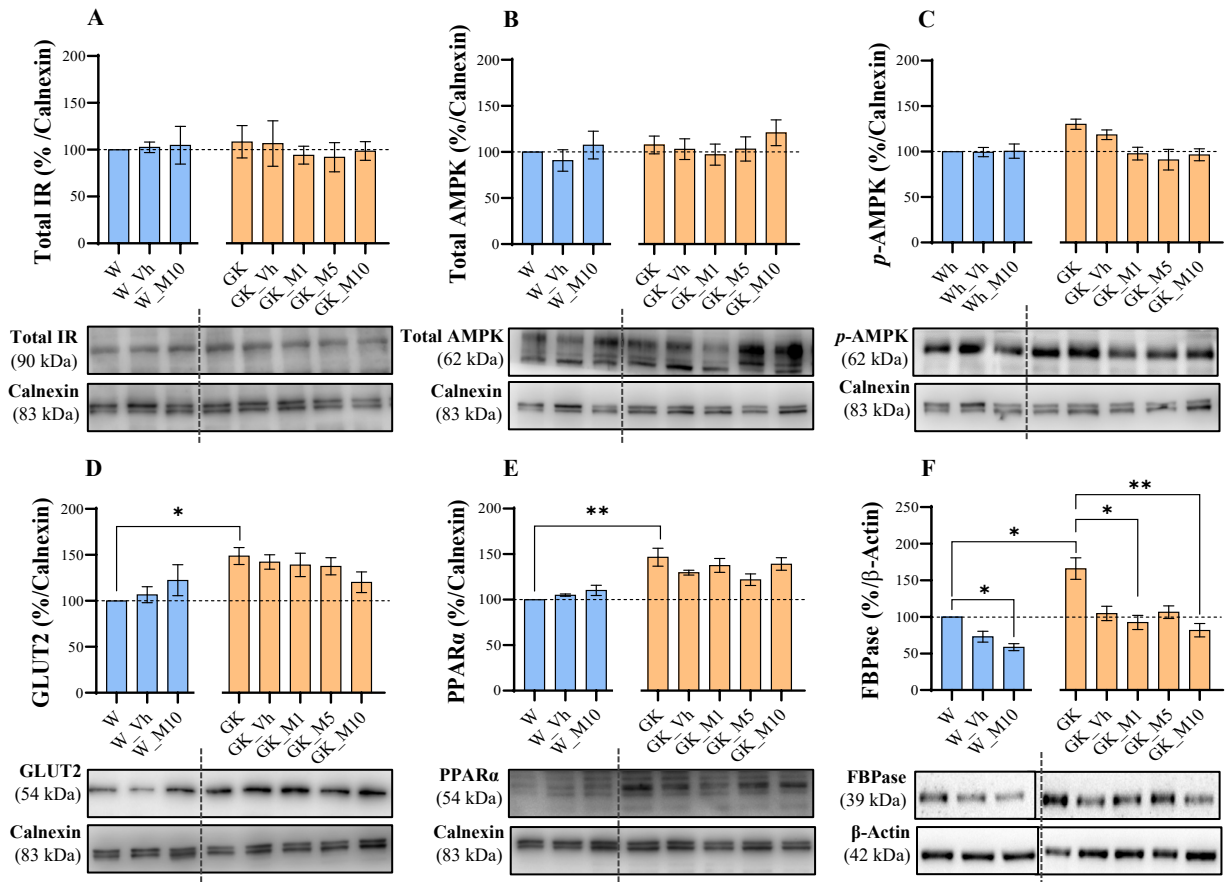 A
Total IR (% /Calnexin)
200
150
100
50
0
W
W_Vh
W_M10
GK
GK_Vh
GK_M1
GK_M5
GK_M10
Total IR
(90 kDa)
Calnexin
(83 kDa)
B
Total AMPK (%/Calnexin)
200
150
100
50
0
W
W_Vh
W_M10
GK
GK_Vh
GK_M1
GK_M5
GK_M10
Total AMPK
(62 kDa)
Calnexin
(83 kDa)
C
p-AMPK (%/Calnexin)
200
150
100
50
0
Wh
Wh_Vh
Wh_M10
GK
GK_Vh
GK_M1
GK_M5
GK_M10
p-AMPK
(62 kDa)
Calnexin
(83 kDa)
D
GLUT2 (%/Calnexin)
200
150
100
50
0
*
W
W_Vh
W_M10
GK
GK_Vh
GK_M1
GK_M5
GK_M10
GLUT2
(54 kDa)
Calnexin
(83 kDa)
E
PPARα (%/Calnexin)
200
150
100
50
0
**
W
W_Vh
W_M10
GK
GK_Vh
GK_M1
GK_M5
GK_M10
PPARα
(54 kDa)
Calnexin
(83 kDa)
F
FBPase (%/β-Actin)
250
200
150
100
50
0
**
*
*
*
W
W_Vh
W_M10
GK
GK_Vh
GK_M1
GK_M5
GK_M10
FBPase
(39 kDa)
β-Actin
(42 kDa)